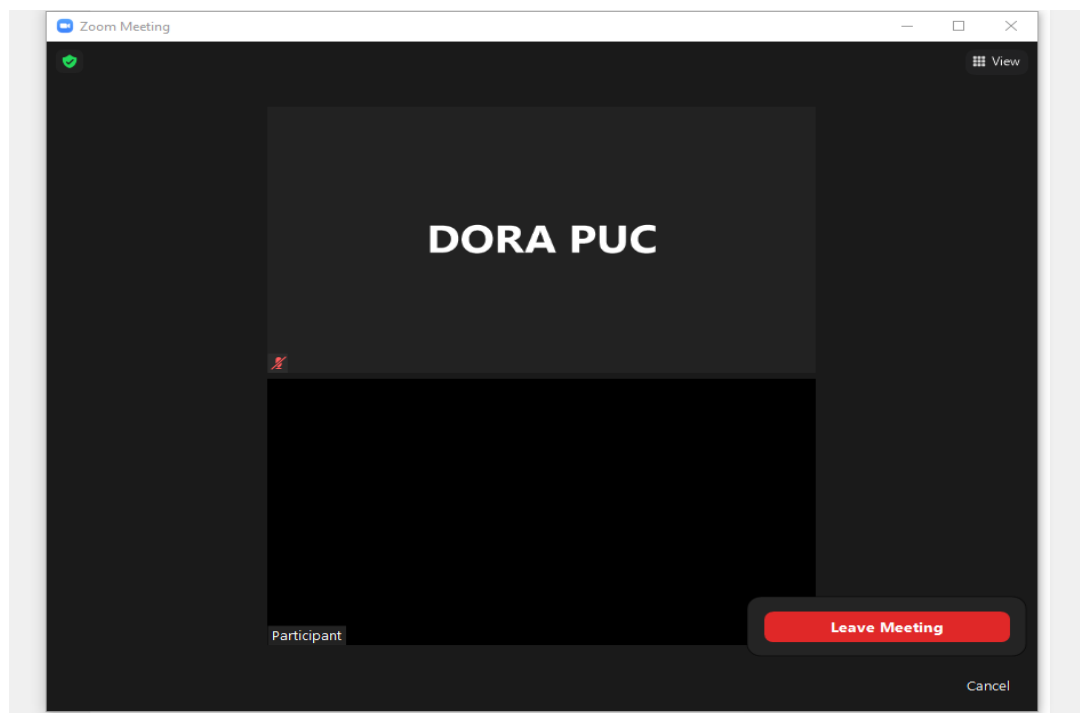 Zoom Meeting
View
DORA PUC
Participant
Leave Meeting
Cancel